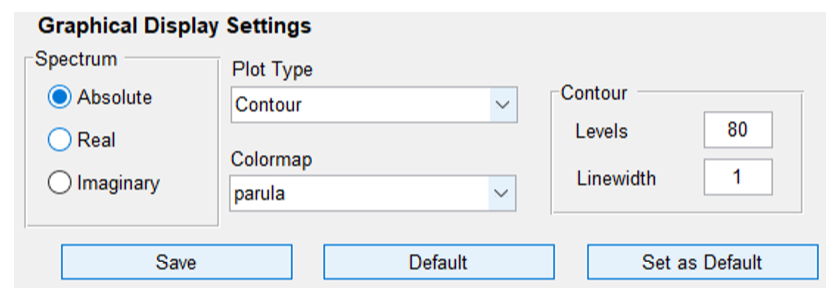 Graphical Display Settings
Spectrum
Absolute
Real
Imaginary
Plot Type
Contour
Colormap
parula
Contour
Levels 80
Linewidth 1
Save Default Set as Default